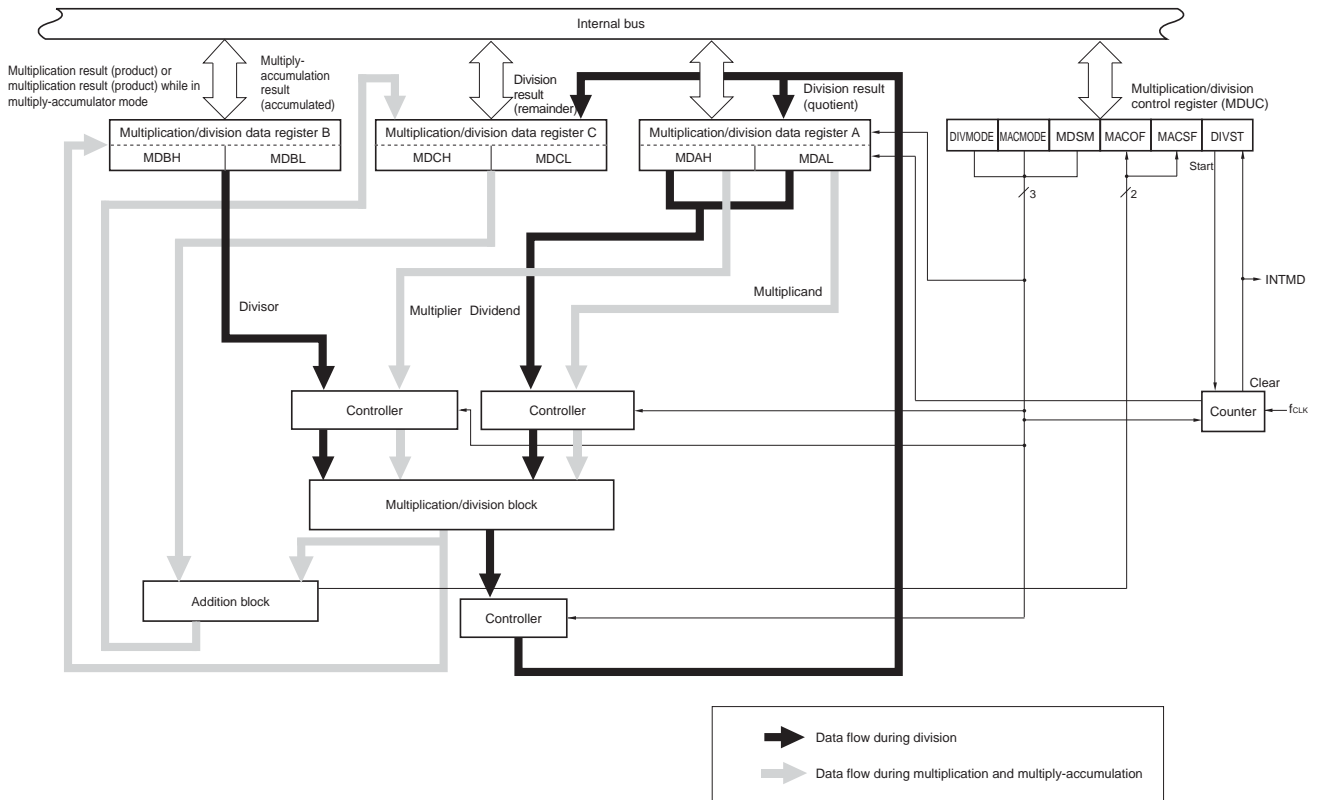 Internal bus
Multiplication result (product) or
multiplication result (product) while in
multiply-accumulator mode
Multiply-
accumulation
result
(accumulated)
Division
result
(remainder)
Division result
(quotient)
Multiplication/division
control register (MDUC)
Multiplication/division data register B
MDBH
MDBL
Multiplication/division data register C
MDCH
MDCL
Multiplication/division data register A
MDAH
MDAL
DIVMODE
MACMODE
MDSM
MACOF
MACSF
DIVST
Start
3
2
INTMD
Divisor
Multiplier
Dividend
Multiplicand
Clear
Controller
Controller
Counter
fCLK
Multiplication/division block
Addition block
Controller
Data flow during division
Data flow during multiplication and multiply-accumulation